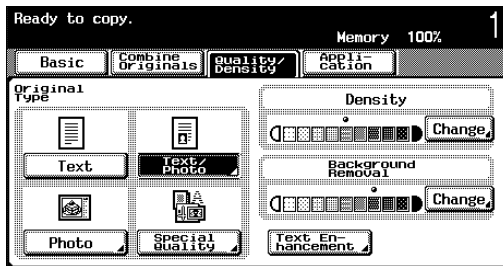 Ready to copy.
Memory 100% 1
Basic
Combine
Originals
Quality/
Density
Appli-
cation
Original
Type
Text
Text/
Photo
Photo
Special
Quality
Density
Change
Background
Removal
Change
Text En-
hancement